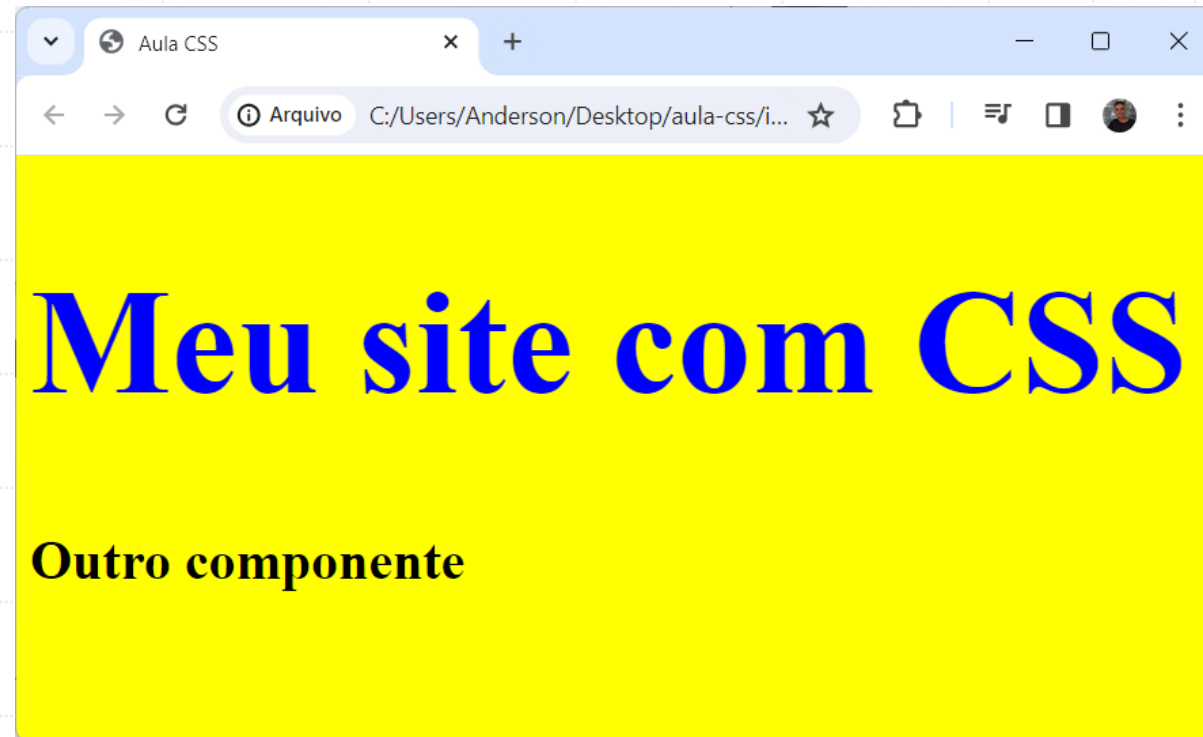 Aula CSS
Arquivo C:/Users/Anderson/Desktop/aula-css/i...
Meu site com CSS
Outro componente